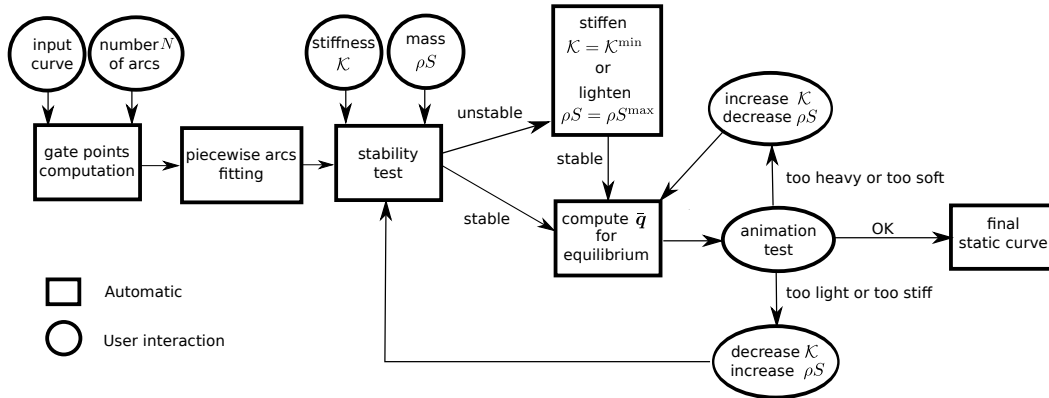 input
curve
number N
of arcs
stiffness
𝒦
mass
ρS
stiffen
𝒦 = 𝒦^min
or
lighten
ρS = ρS^max
increase 𝒦
decrease ρS
unstable
gate points
computation
piecewise arcs
fitting
stability
test
stable
too heavy or too soft
stable
compute q̄
for
equilibrium
animation
test
OK
final
static curve
Automatic
too light or too stiff
User interaction
decrease 𝒦
increase ρS